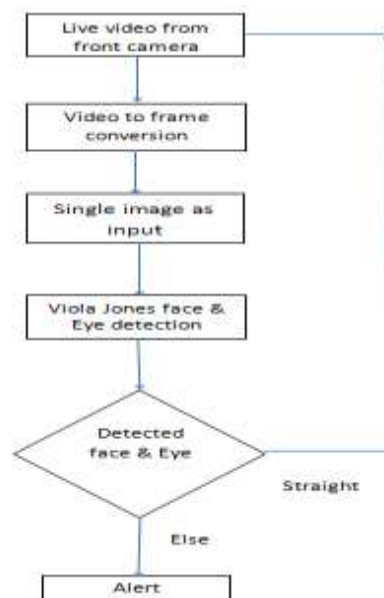 Live video from
front camera
Video to frame
conversion
Single image as
input
Viola Jones face &
Eye detection
Detected
face & Eye
Straight
Else
Alert